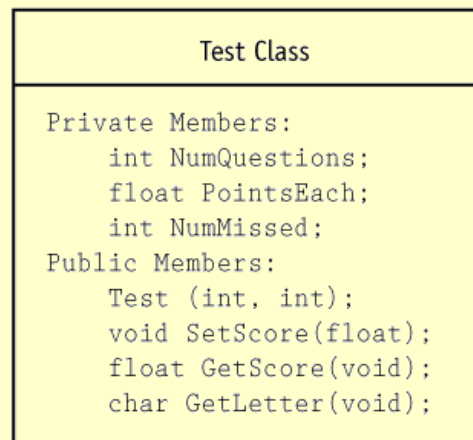 Test Class
Private Members:
int NumQuestions;
float PointsEach;
int NumMissed;
Public Members:
Test (int, int);
void SetScore(float);
float GetScore(void);
char GetLetter(void);